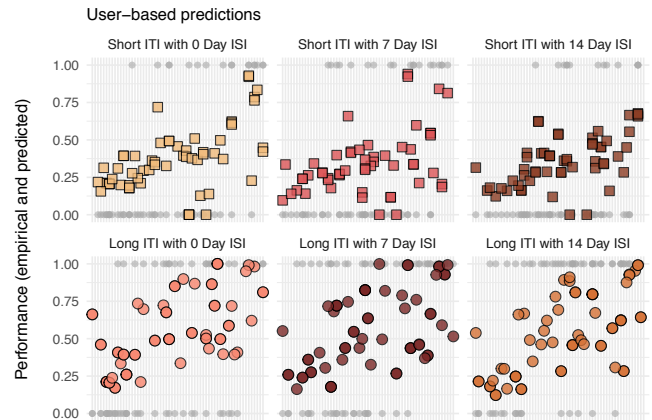 User-based predictions
Short ITI with 0 Day ISI
Short ITI with 7 Day ISI
Short ITI with 14 Day ISI
1.00
0.75
0.50
0.25
0.00
Long ITI with 0 Day ISI
Long ITI with 7 Day ISI
Long ITI with 14 Day ISI
1.00
0.75
0.50
0.25
0.00
Performance (empirical and predicted)